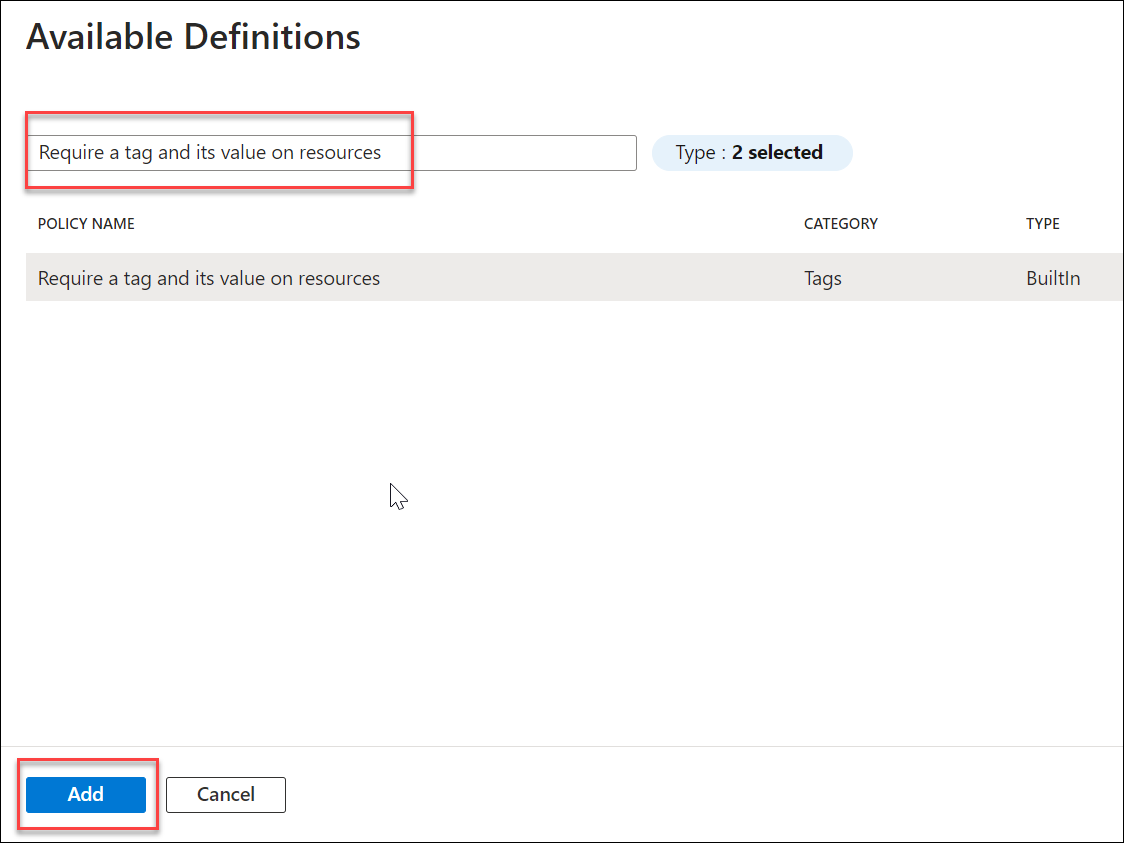 Available Definitions
Require a tag and its value on resources
Type : 2 selected
POLICY NAME CATEGORY TYPE
Require a tag and its value on resources Tags BuiltIn
Add Cancel